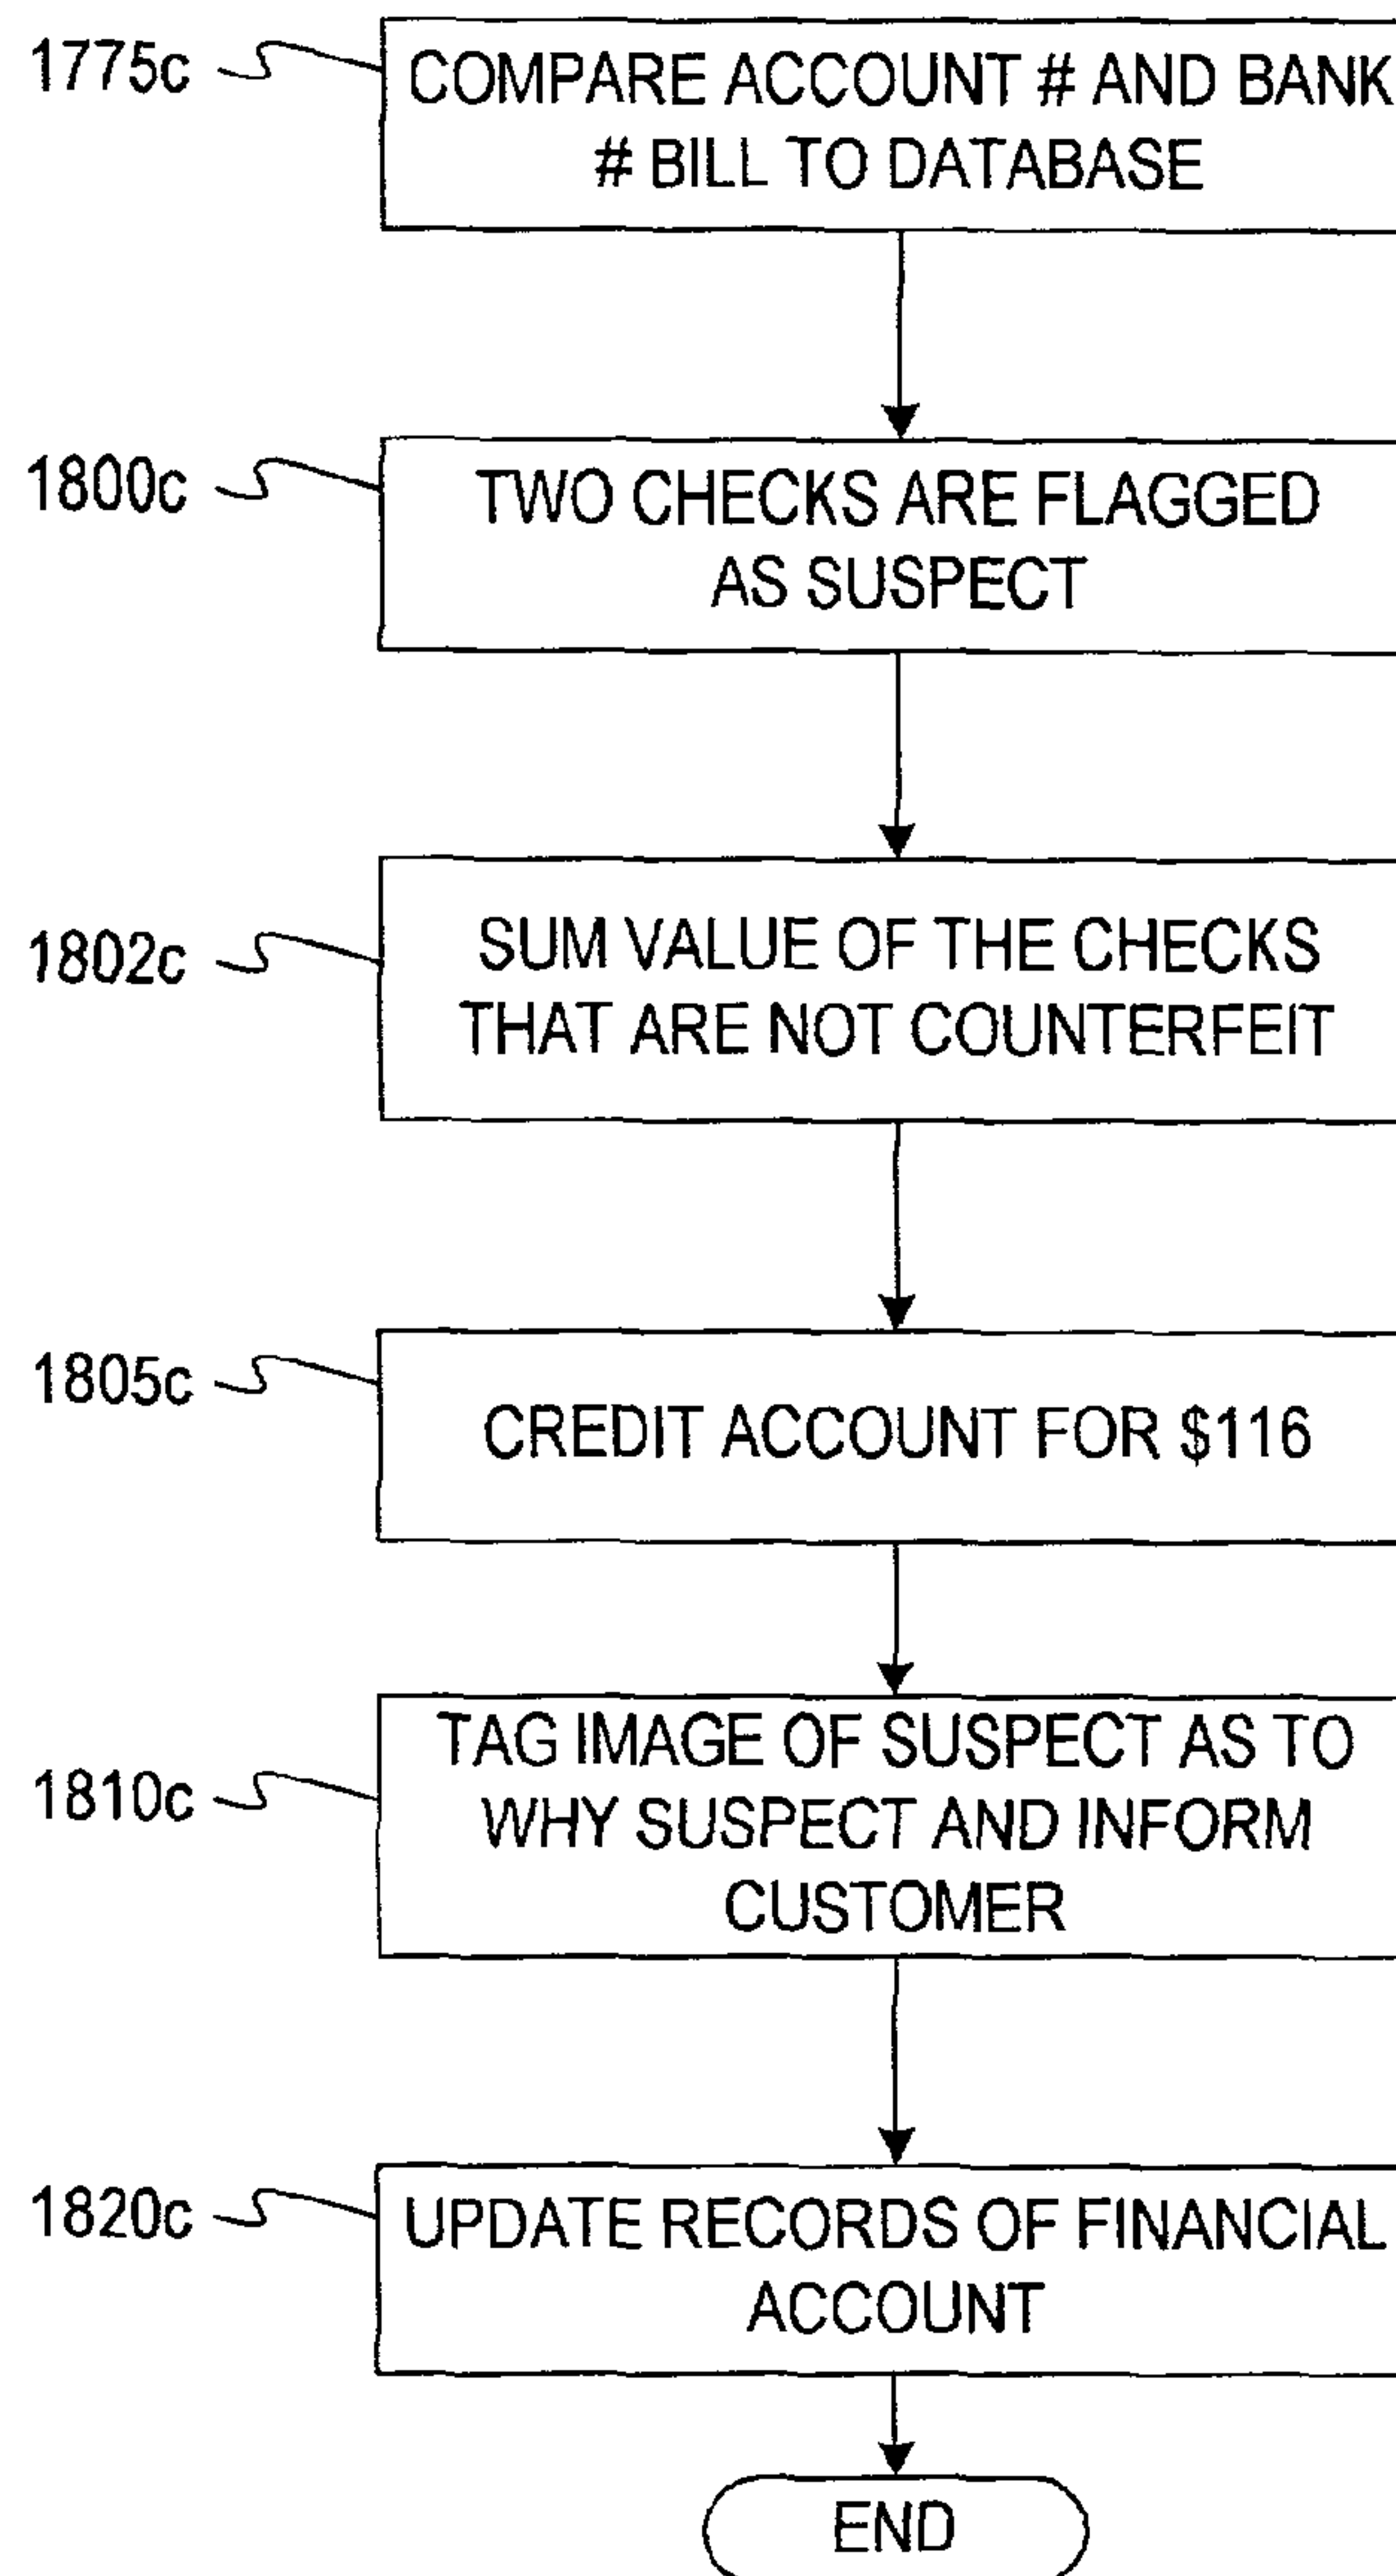 1775c
COMPARE ACCOUNT # AND BANK
# BILL TO DATABASE
1800c
TWO CHECKS ARE FLAGGED
AS SUSPECT
1802c
SUM VALUE OF THE CHECKS
THAT ARE NOT COUNTERFEIT
1805c
CREDIT ACCOUNT FOR $116
1810c
TAG IMAGE OF SUSPECT AS TO
WHY SUSPECT AND INFORM
CUSTOMER
1820c
UPDATE RECORDS OF FINANCIAL
ACCOUNT
END